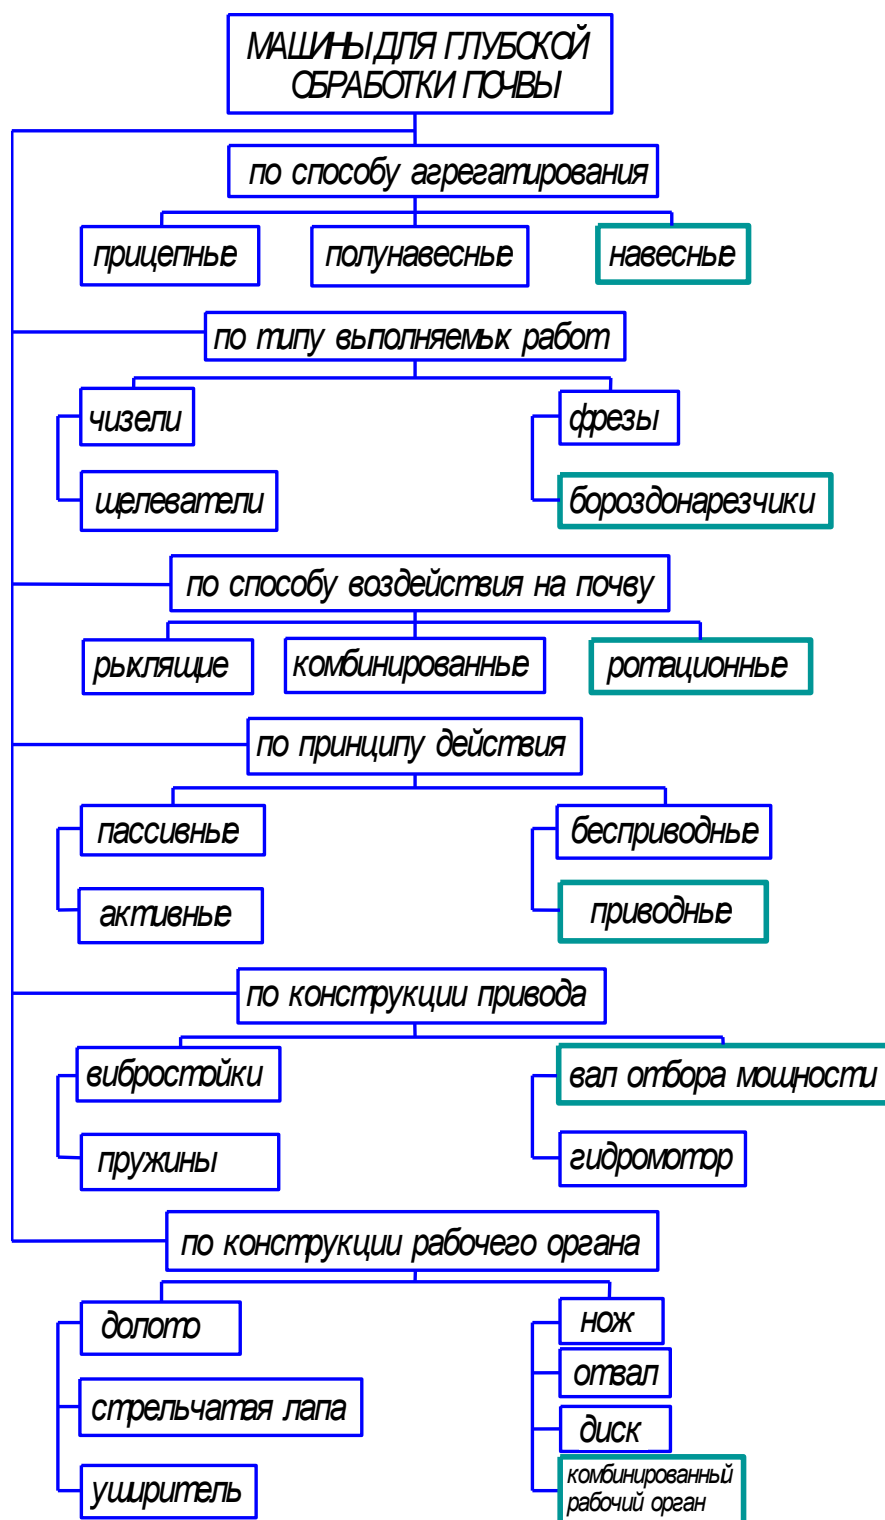 МАШИНЫ ДЛЯ ГЛУБОКОЙ
ОБРАБОТКИ ПОЧВЫ
по способу агрегатирования
прицепные
полунавесные
навесные
по типу выполняемых работ
чизели
фрезы
щелеватели
бороздонарезчики
по способу воздействия на почву
рыхлящие
комбинированные
ротационные
по принципу действия
пассивные
бесприводные
активные
приводные
по конструкции привода
вибростойки
вал отбора мощности
пружины
гидромотор
по конструкции рабочего органа
долото
нож
отвал
стрельчатая лапа
диск
уширитель
комбинированный
рабочий орган